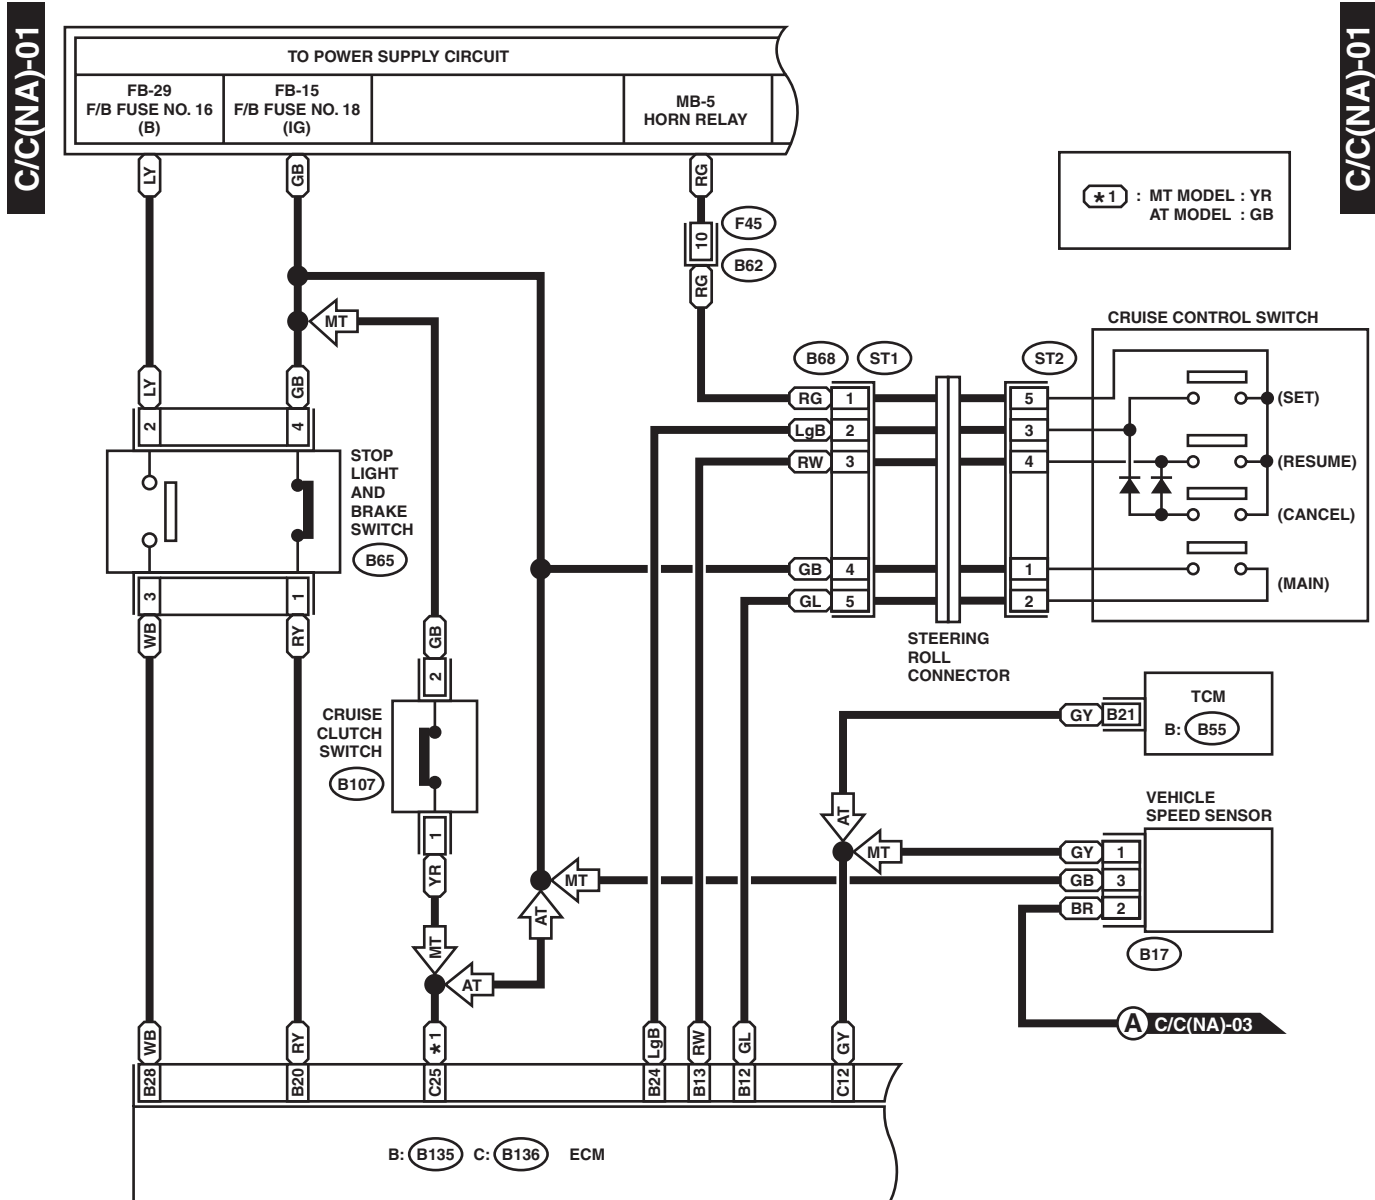 C/C(NA)-01
C/C(NA)-01
TO POWER SUPPLY CIRCUIT
FB-29
F/B FUSE NO. 16
(B)
FB-15
F/B FUSE NO. 18
(IG)
MB-5
HORN RELAY
LY
GB
RG
10
F45
B62
RG
*1 : MT MODEL : YR
AT MODEL : GB
MT
CRUISE CONTROL SWITCH
LY
GB
2
4
B68
ST1
ST2
RG 1
5
(SET)
LgB 2
3
RW 3
4
(RESUME)
(CANCEL)
GB 4
1
(MAIN)
GL 5
2
STOP
LIGHT
AND
BRAKE
SWITCH
B65
3
1
WB
RY
GB
2
STEERING
ROLL
CONNECTOR
CRUISE
CLUTCH
SWITCH
B107
1
YR
GY B21
TCM
B: B55
VEHICLE
SPEED SENSOR
AT
MT
GY 1
MT
GB 3
BR 2
B17
AT
MT
AT
A C/C(NA)-03
WB
RY
*1
LgB
RW
GL
GY
B28
B20
C25
B24
B13
B12
C12
B: B135 C: B136 ECM